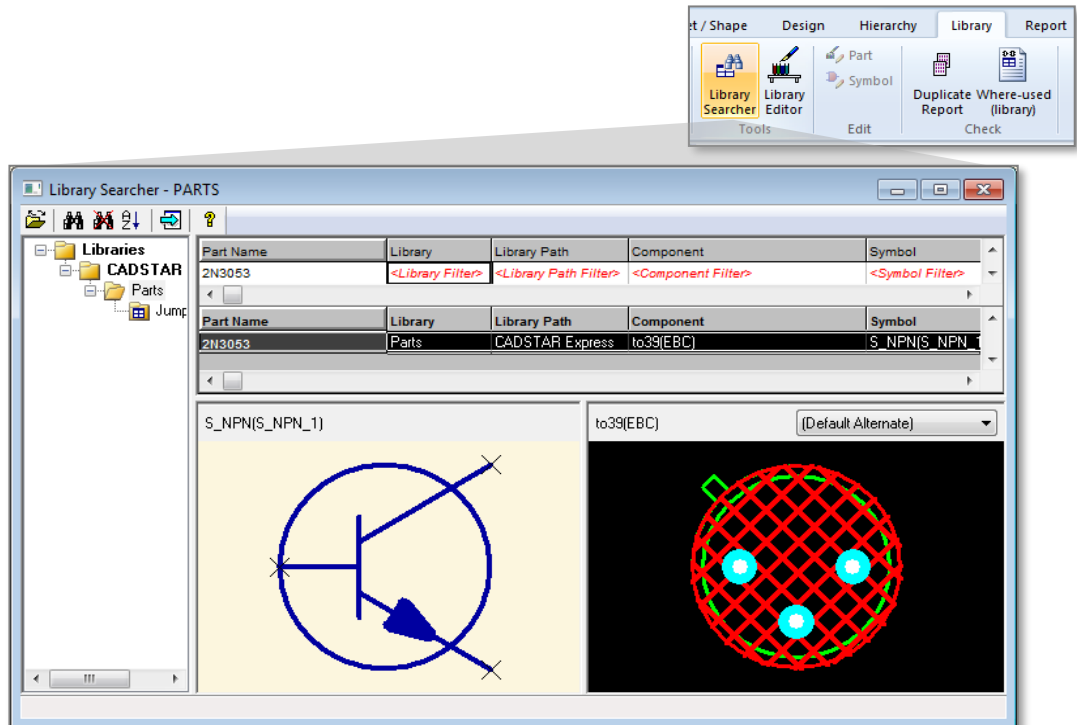 et / Shape Design Hierarchy Library Report
Library Searcher
Library Editor
Part
Symbol
Duplicate Report
Where-used (library)
Tools Edit Check
Library Searcher - PARTS
Libraries
CADSTAR
Parts
Jump
Part Name Library Library Path Component Symbol
2N3053 <Library Filter> <Library Path Filter> <Component Filter> <Symbol Filter>
Part Name Library Library Path Component Symbol
2N3053 Parts CADSTAR Express to39(EBC) S_NPN(S_NPN_1
S_NPN(S_NPN_1) to39(EBC) (Default Alternate)